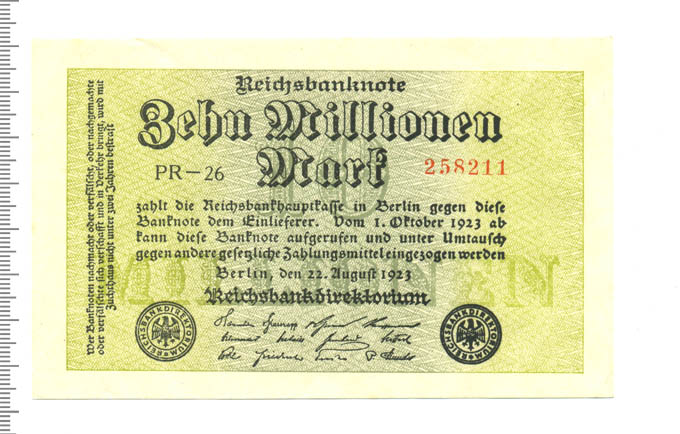 Reichsbanknote
Zehn Millionen
Mark
PR-26
258211
zahlt die Reichsbankhauptkasse in Berlin gegen diese
Banknote dem Einlieferer. Vom 1. Oktober 1923 ab
kann diese Banknote aufgerufen und unter Umtausch
gegen andere gesetzliche Zahlungsmittel eingezogen werden
Berlin, den 22. August 1923
Reichsbankdirektorium
REICHSBANKDIREKTORIUM
REICHSBANKDIREKTORIUM
Wer Banknoten nachmacht oder verfälscht, oder nachgemachte
oder verfälschte sich verschafft und in Verkehr bringt, wird mit
Zuchthaus nicht unter zwei Jahren bestraft